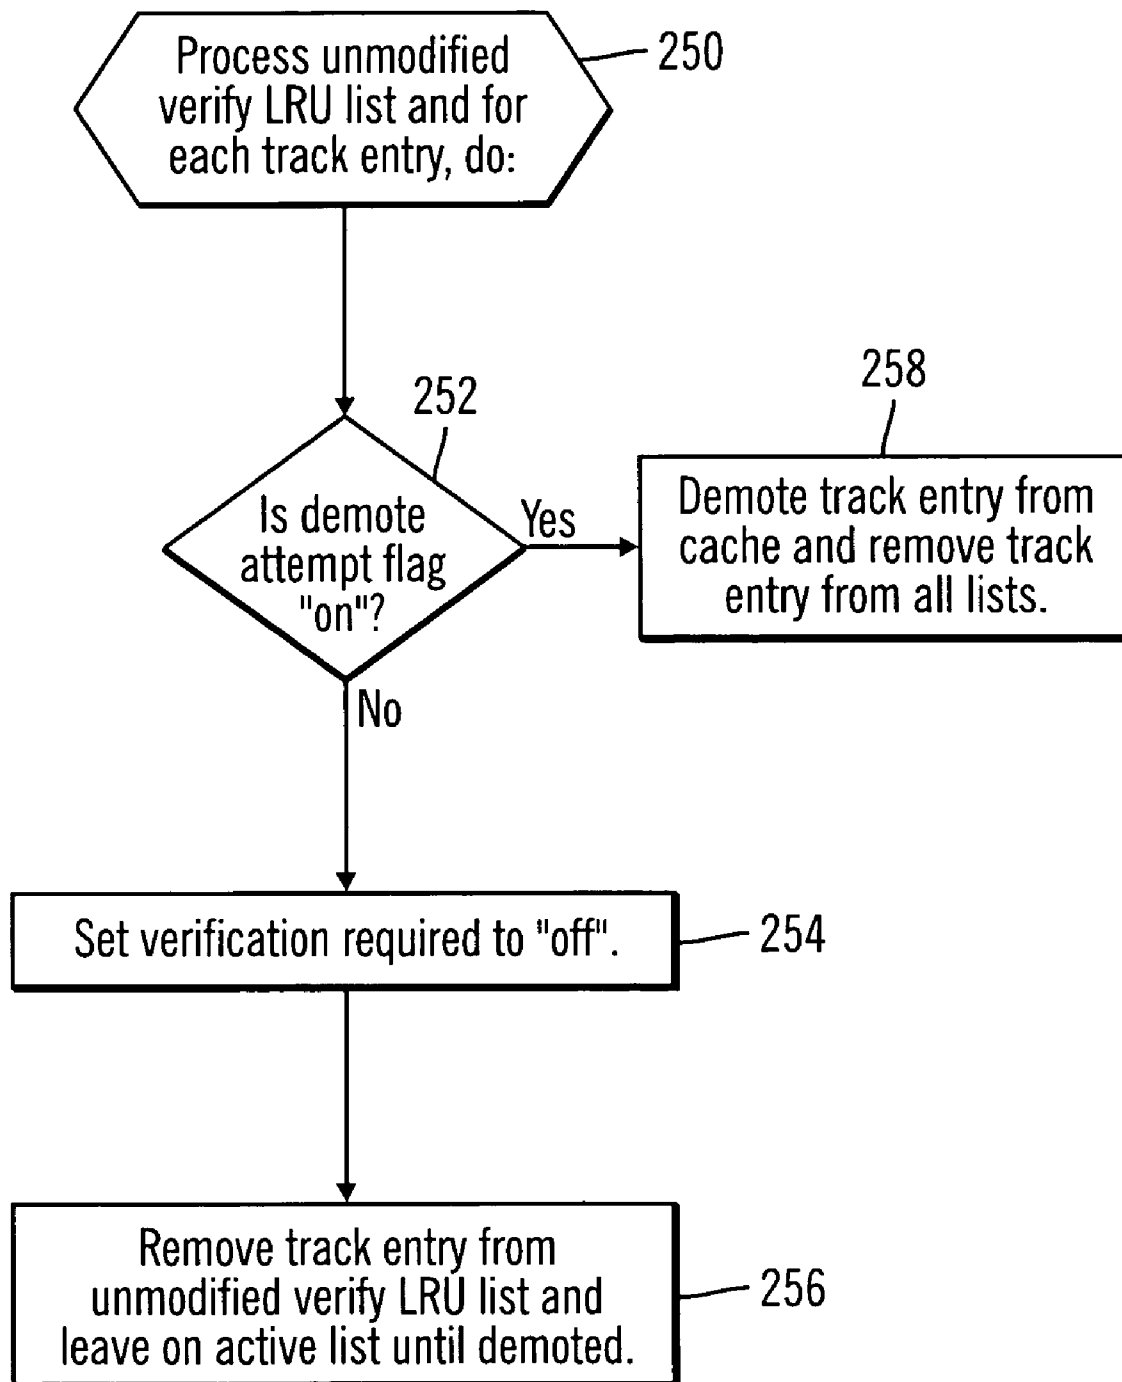 Process unmodified
verify LRU list and for
each track entry, do:
250
252
258
Is demote
attempt flag
"on"?
Yes
Demote track entry from
cache and remove track
entry from all lists.
No
Set verification required to "off".
254
Remove track entry from
unmodified verify LRU list and
leave on active list until demoted.
256